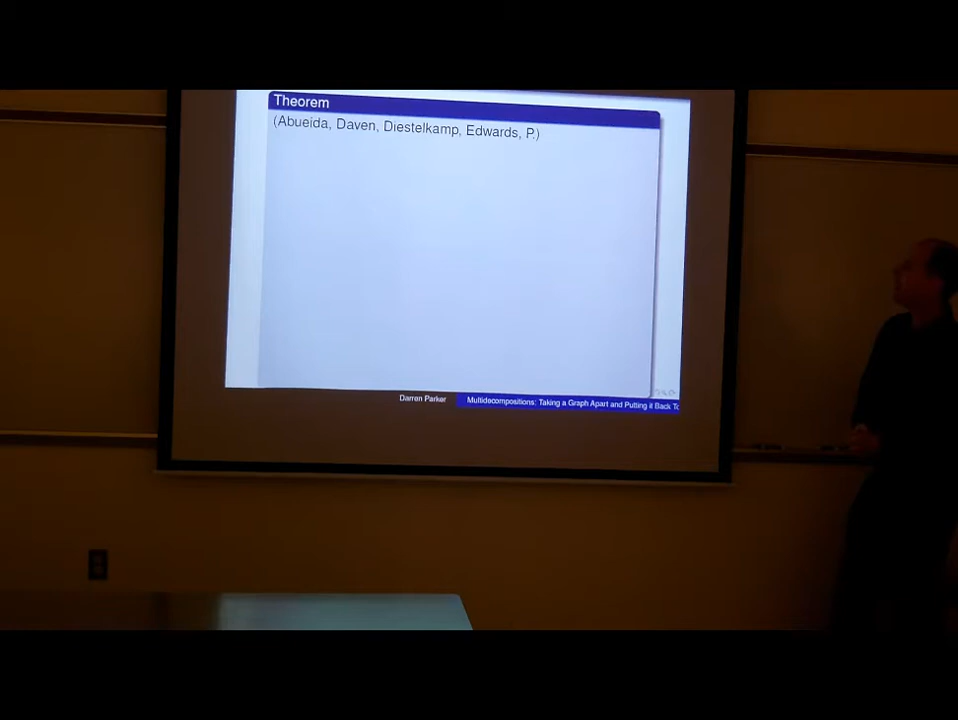 Theorem
(Abueida, Daven, Diestelkamp, Edwards, P.)
Darren Parker
Multidecompositions: Taking a Graph Apart and Putting it Back To